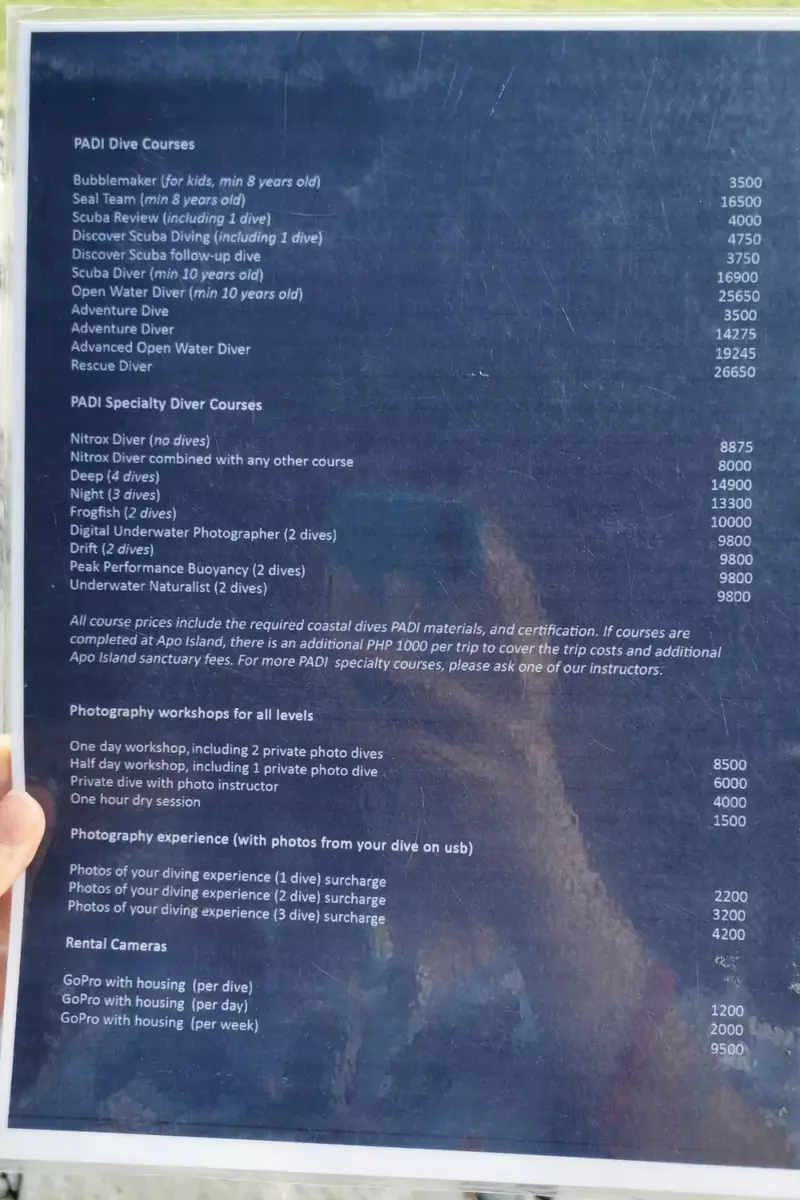 PADI Dive Courses
Bubblemaker (for kids, min 8 years old) 3500
Seal Team (min 8 years old) 16500
Scuba Review (including 1 dive) 4000
Discover Scuba Diving (including 1 dive) 4750
Discover Scuba follow-up dive 3750
Scuba Diver (min 10 years old) 16900
Open Water Diver (min 10 years old) 25650
Adventure Dive 3500
Adventure Diver 14275
Advanced Open Water Diver 19245
Rescue Diver 26650
PADI Specialty Diver Courses
Nitrox Diver (no dives) 8875
Nitrox Diver combined with any other course 8000
Deep (4 dives) 14900
Night (3 dives) 13300
Frogfish (2 dives) 10000
Digital Underwater Photographer (2 dives) 9800
Drift (2 dives) 9800
Peak Performance Buoyancy (2 dives) 9800
Underwater Naturalist (2 dives) 9800
All course prices include the required coastal dives PADI materials, and certification. If courses are
completed at Apo Island, there is an additional PHP 1000 per trip to cover the trip costs and additional
Apo Island sanctuary fees. For more PADI specialty courses, please ask one of our instructors.
Photography workshops for all levels
One day workshop, including 2 private photo dives 8500
Half day workshop, including 1 private photo dive 6000
Private dive with photo instructor 4000
One hour dry session 1500
Photography experience (with photos from your dive on usb)
Photos of your diving experience (1 dive) surcharge 2200
Photos of your diving experience (2 dive) surcharge 3200
Photos of your diving experience (3 dive) surcharge 4200
Rental Cameras
GoPro with housing (per dive) 1200
GoPro with housing (per day) 2000
GoPro with housing (per week) 9500